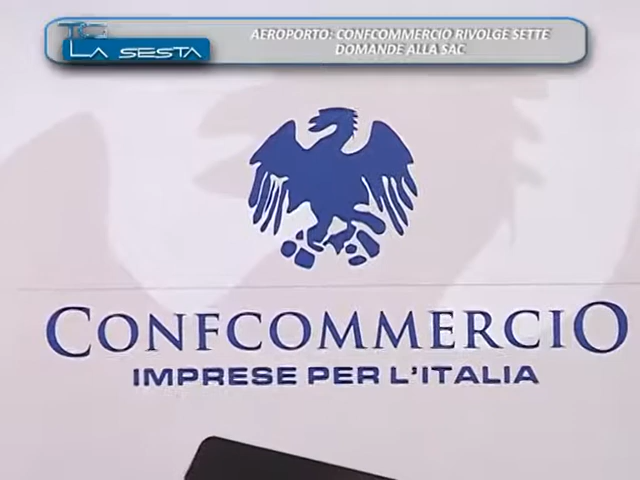 TG
LA SESTA
AEROPORTO: CONFCOMMERCIO RIVOLGE SETTE
DOMANDE ALLA SAC
CONFCOMMERCIO
IMPRESE PER L'ITALIA